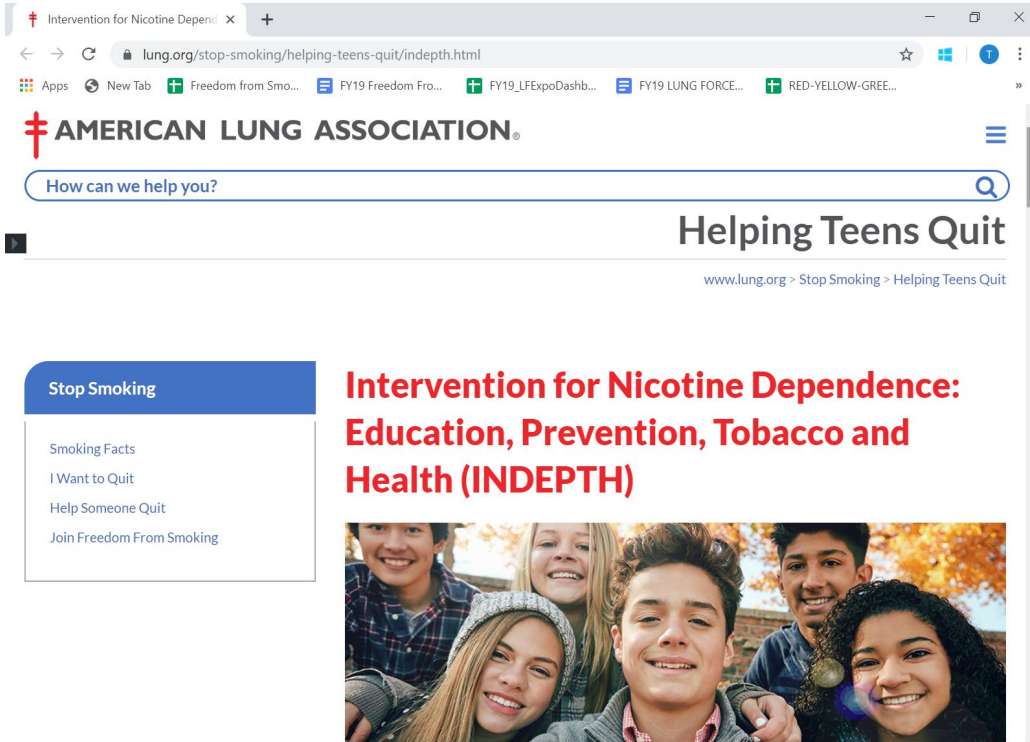 Intervention for Nicotine Depend
lung.org/stop-smoking/helping-teens-quit/indepth.html
T
Apps
New Tab
Freedom from Smo...
FY19 Freedom Fro...
FY19_LFExpoDashb...
FY19 LUNG FORCE...
RED-YELLOW-GREE...
»
AMERICAN LUNG ASSOCIATION®
How can we help you?
Helping Teens Quit
www.lung.org > Stop Smoking > Helping Teens Quit
Stop Smoking
Smoking Facts
I Want to Quit
Help Someone Quit
Join Freedom From Smoking
Intervention for Nicotine Dependence:
Education, Prevention, Tobacco and
Health (INDEPTH)